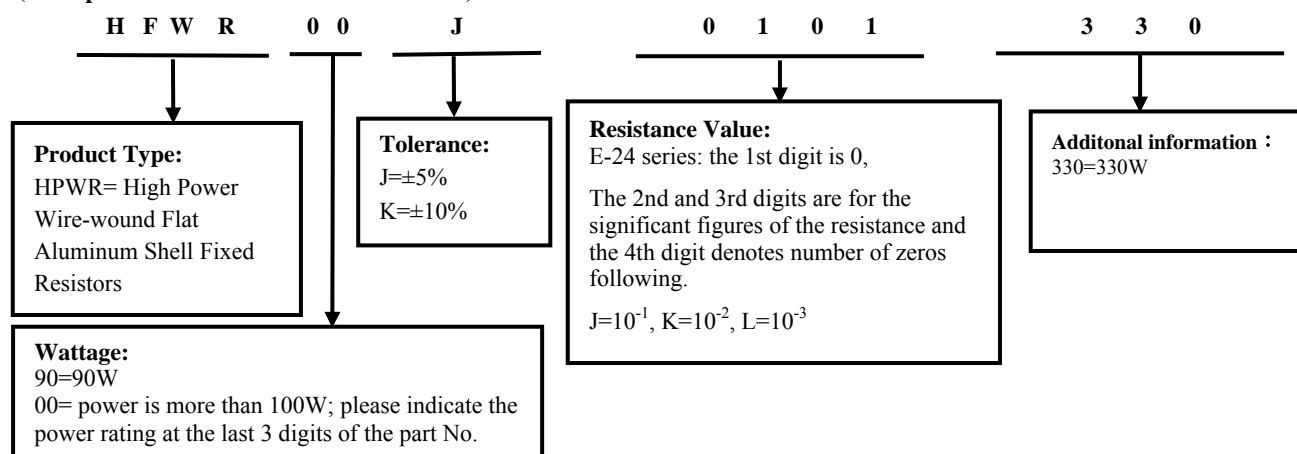 H F W R 0 0 J 0 1 0 1 3 3 0
Product Type:
HPWR= High Power
Wire-wound Flat
Aluminum Shell Fixed
Resistors
Tolerance:
J=±5%
K=±10%
Resistance Value:
E-24 series: the 1st digit is 0,
The 2nd and 3rd digits are for the
significant figures of the resistance and
the 4th digit denotes number of zeros
following.
J=10⁻¹, K=10⁻², L=10⁻³
Additonal information：
330=330W
Wattage:
90=90W
00= power is more than 100W; please indicate the
power rating at the last 3 digits of the part No.